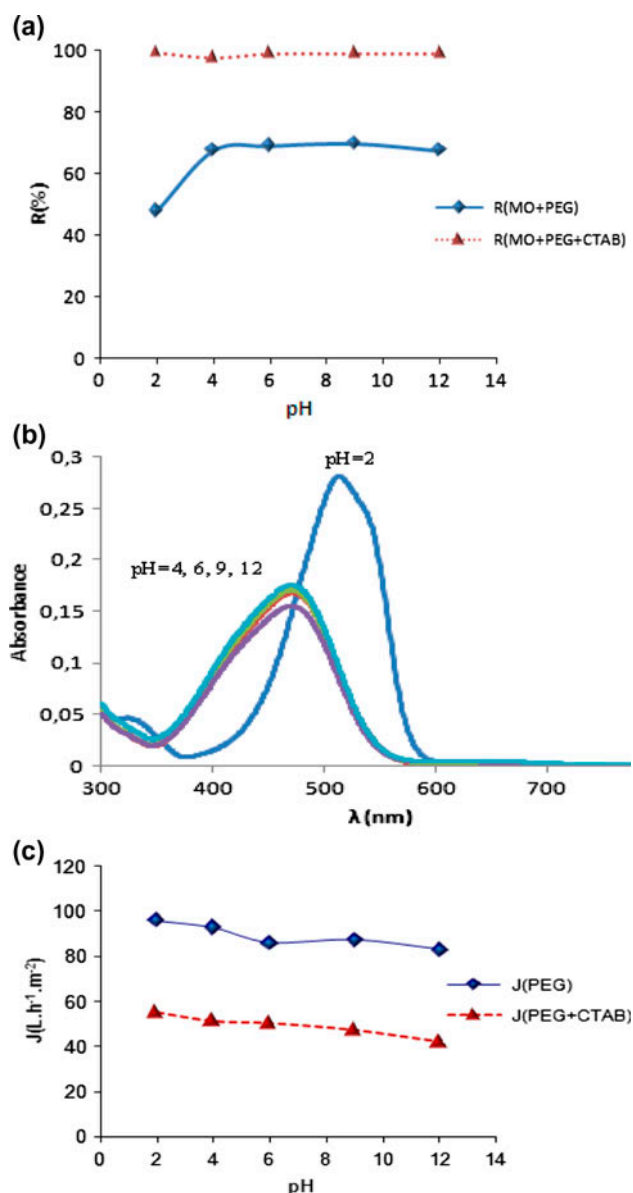 (a)
100
80
60
40
20
0
R(%)
0 2 4 6 8 10 12 14
pH
R(MO+PEG)
R(MO+PEG+CTAB)
(b)
0,3
0,25
0,2
0,15
0,1
0,05
0
Absorbance
pH=2
pH=4, 6, 9, 12
300 400 500 600 700
λ(nm)
(c)
120
100
80
60
40
20
0
J(L.h⁻¹.m⁻²)
0 2 4 6 8 10 12 14
pH
J(PEG)
J(PEG+CTAB)